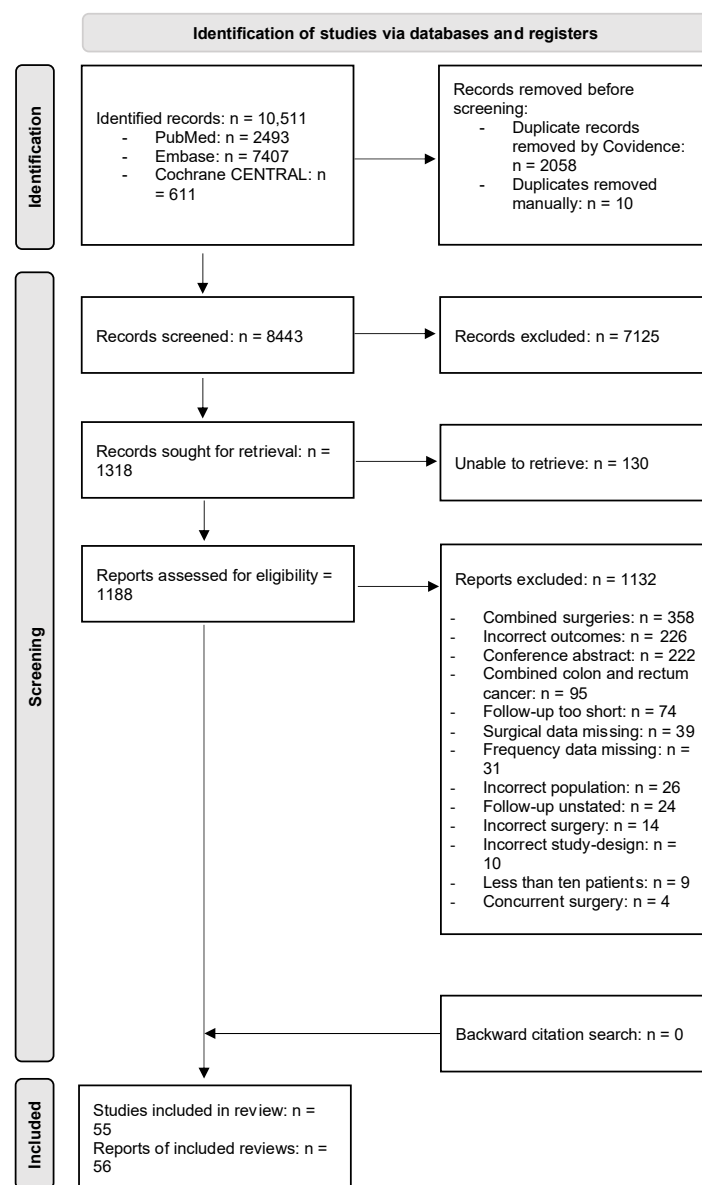 Identification of studies via databases and registers
Identification
Identified records: n = 10,511
- PubMed: n = 2493
- Embase: n = 7407
- Cochrane CENTRAL: n
= 611
Records removed before
screening:
- Duplicate records
removed by Covidence:
n = 2058
- Duplicates removed
manually: n = 10
Screening
Records screened: n = 8443
Records excluded: n = 7125
Records sought for retrieval: n =
1318
Unable to retrieve: n = 130
Reports assessed for eligibility =
1188
Reports excluded: n = 1132
- Combined surgeries: n = 358
- Incorrect outcomes: n = 226
- Conference abstract: n = 222
- Combined colon and rectum
cancer: n = 95
- Follow-up too short: n = 74
- Surgical data missing: n = 39
- Frequency data missing: n =
31
- Incorrect population: n = 26
- Follow-up unstated: n = 24
- Incorrect surgery: n = 14
- Incorrect study-design: n =
10
- Less than ten patients: n = 9
- Concurrent surgery: n = 4
Backward citation search: n = 0
Included
Studies included in review: n =
55
Reports of included reviews: n =
56